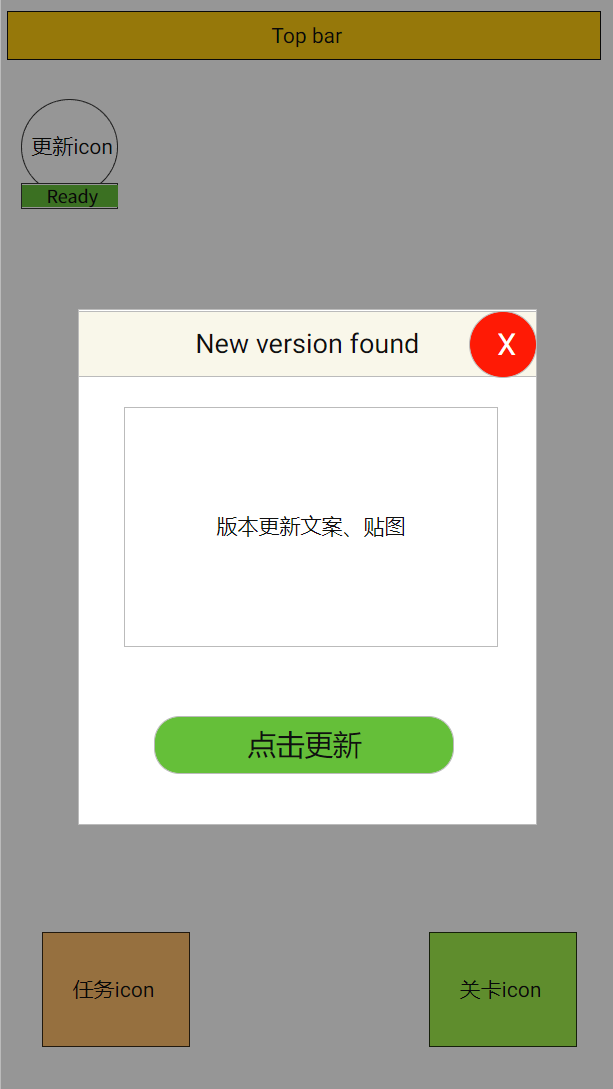 Top bar
更新icon
Ready
New version found
X
版本更新文案、贴图
点击更新
任务icon
关卡icon